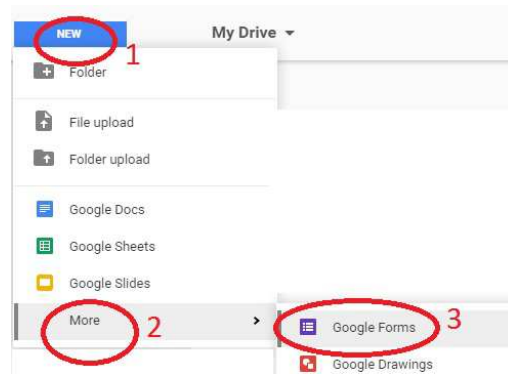 NEW
My Drive
1
Folder
File upload
Folder upload
Google Docs
Google Sheets
Google Slides
More
2
Google Forms
3
Google Drawings